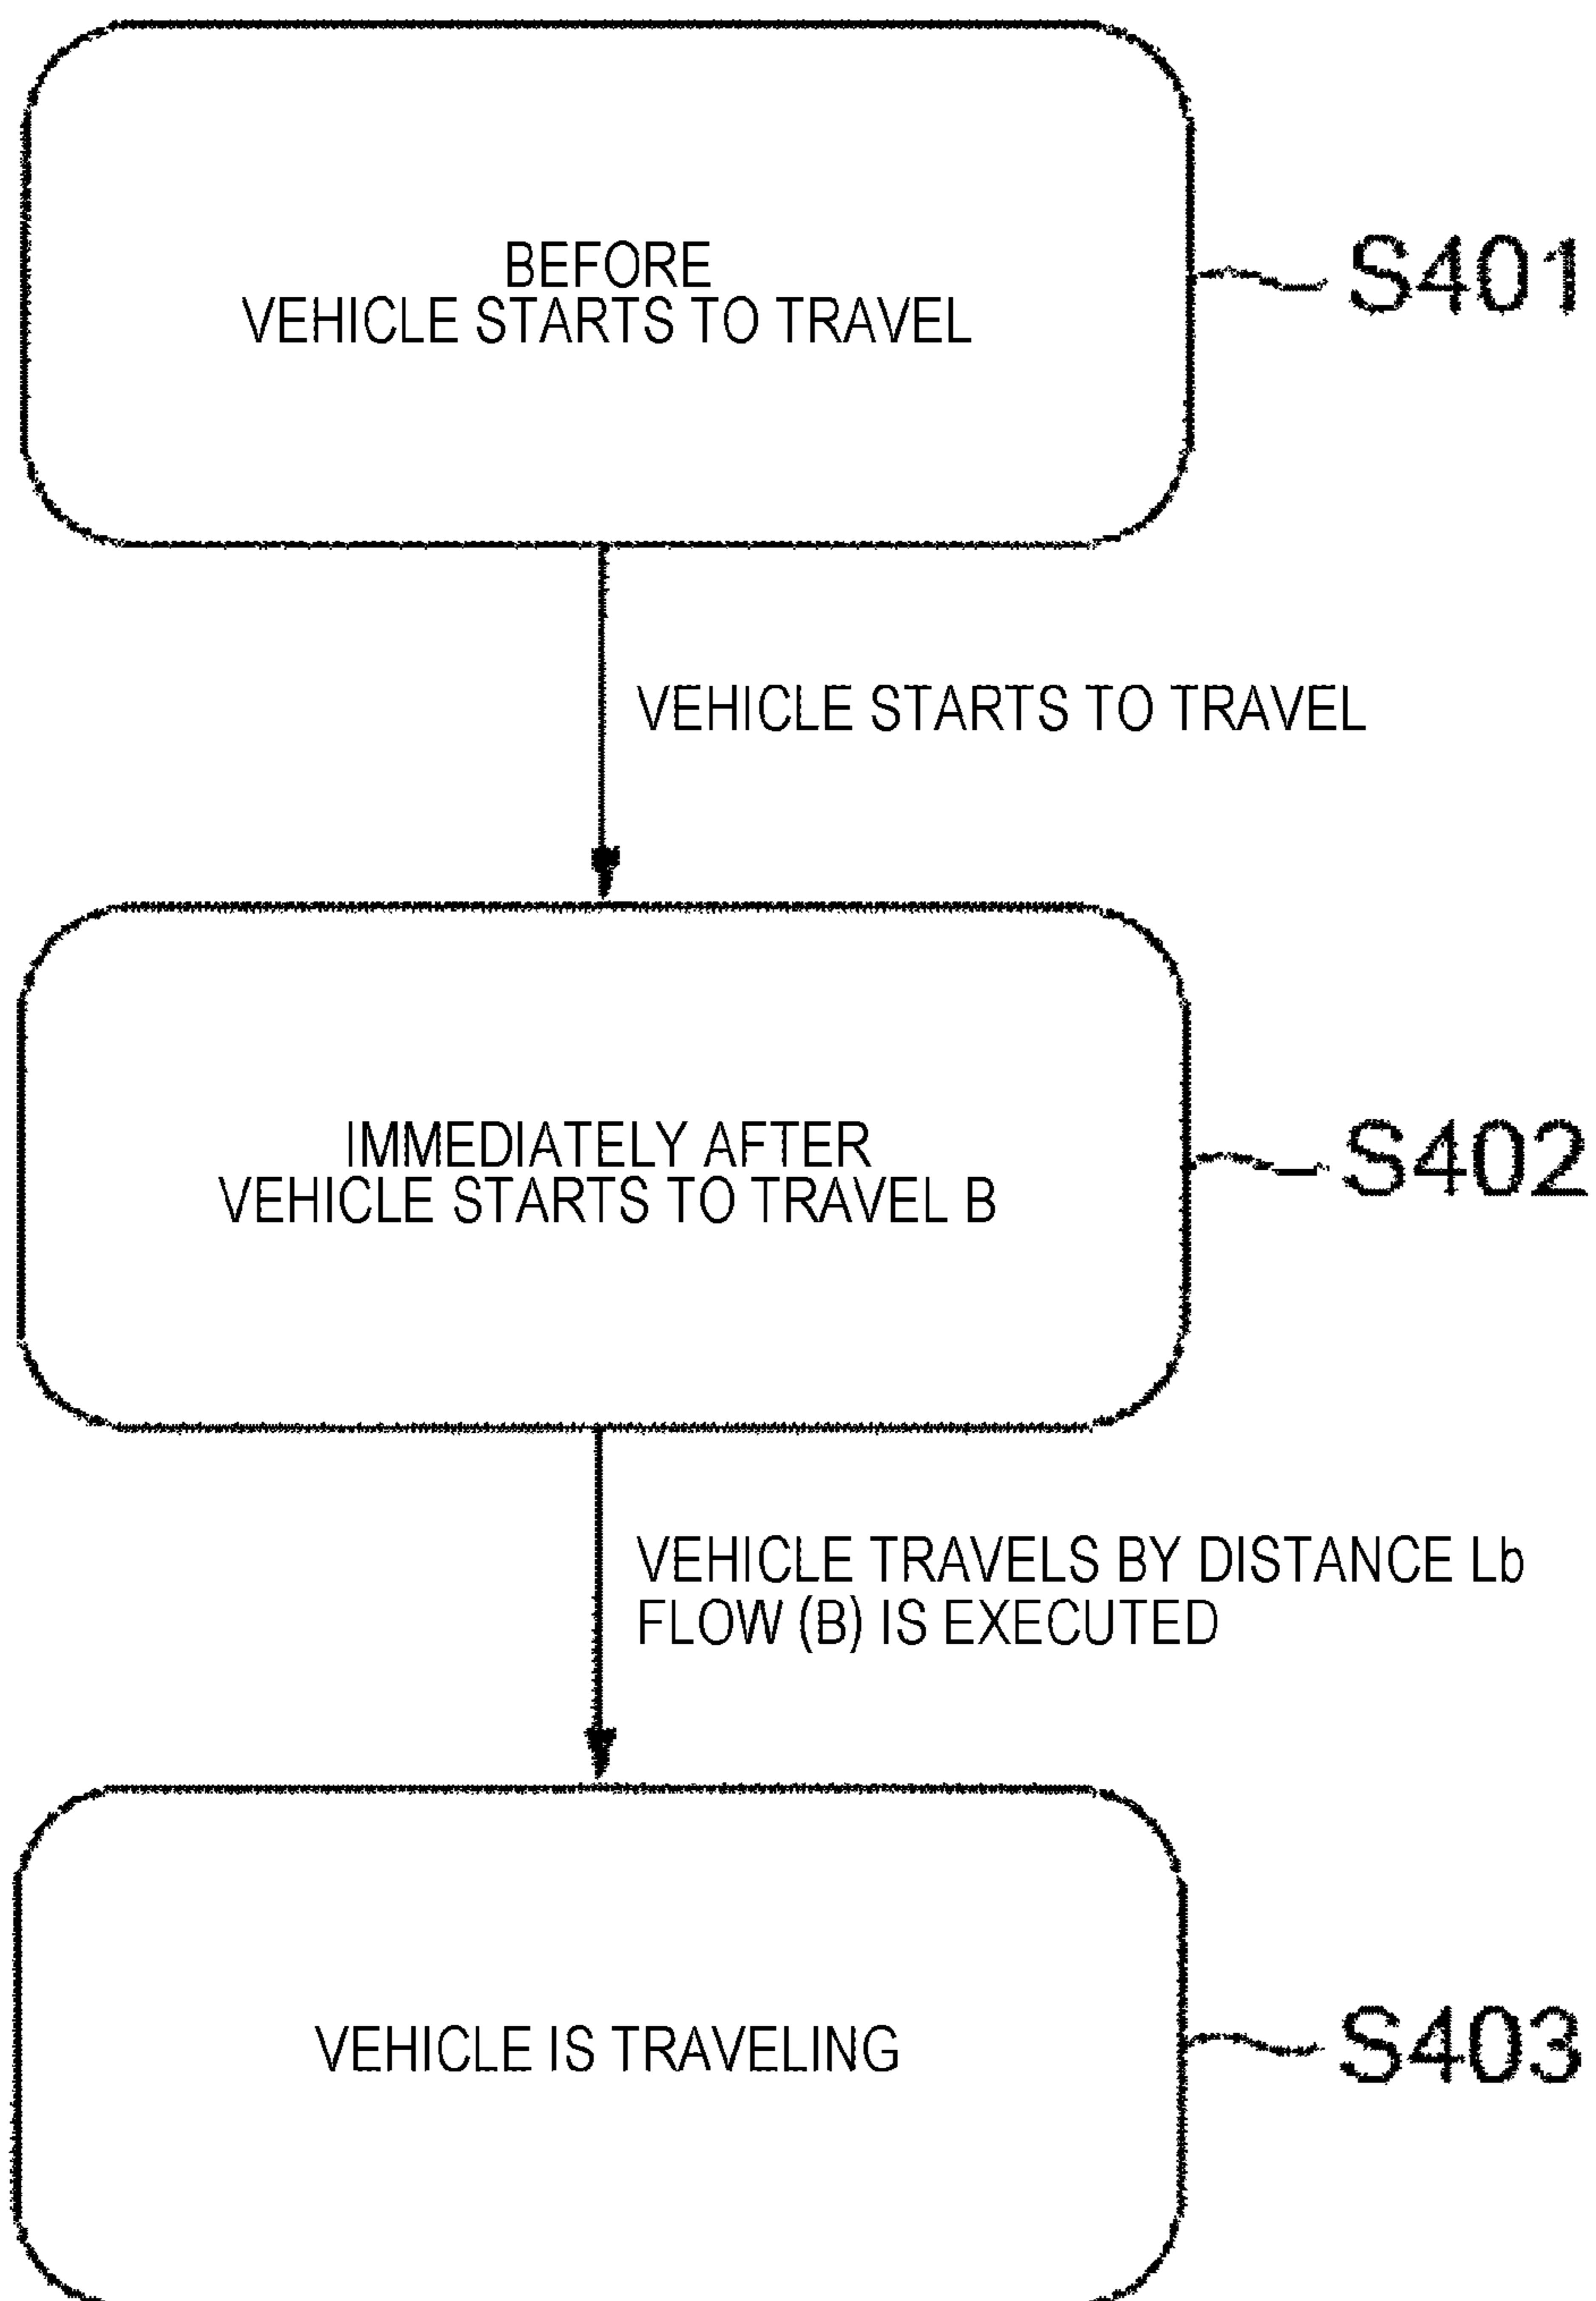 BEFORE
VEHICLE STARTS TO TRAVEL
S401
VEHICLE STARTS TO TRAVEL
IMMEDIATELY AFTER
VEHICLE STARTS TO TRAVEL B
S402
VEHICLE TRAVELS BY DISTANCE Lb
FLOW (B) IS EXECUTED
VEHICLE IS TRAVELING
S403